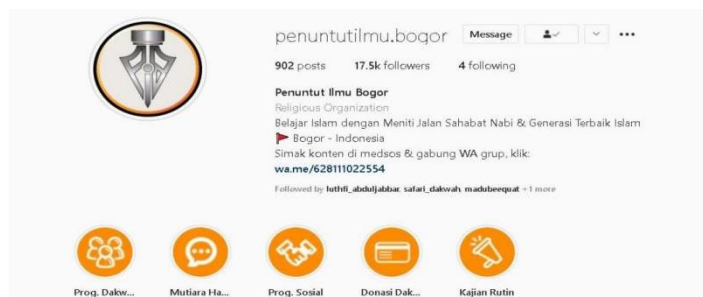 penuntutilmu.bogor Message
902 posts 17.5k followers 4 following
Penuntut Ilmu Bogor
Religious Organization
Belajar Islam dengan Meniti Jalan Sahabat Nabi & Generasi Terbaik Islam
Bogor - Indonesia
Simak konten di medsos & gabung WA grup, klik:
wa.me/628111022554
Followed by luthfi_abduljabbar, safari_dakwah, madubeequat +1 more
Prog. Dakw... Mutiara Ha... Prog. Sosial Donasi Dak... Kajian Rutin